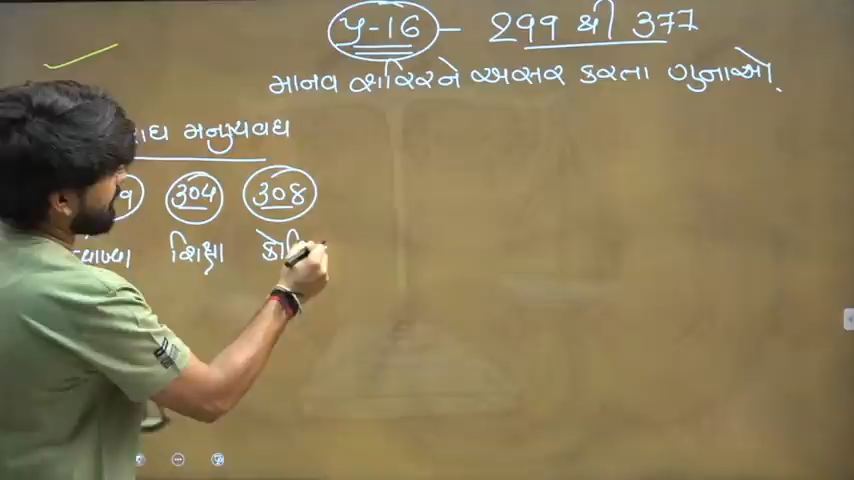 પ્ર-16 - 299 થી 377
માનવ શરિરને અસર કરતા ગુનાઓ.
મનુષ્યવધ
304 308
શિક્ષા